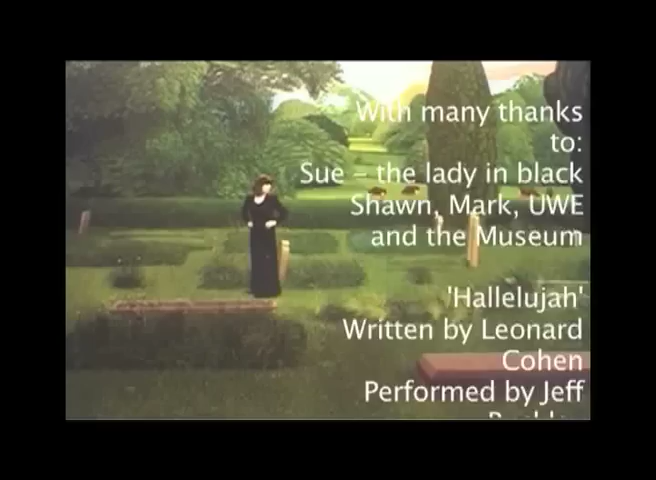 With many thanks
to:
Sue – the lady in black
Shawn, Mark, UWE
and the Museum
'Hallelujah'
Written by Leonard
Cohen
Performed by Jeff